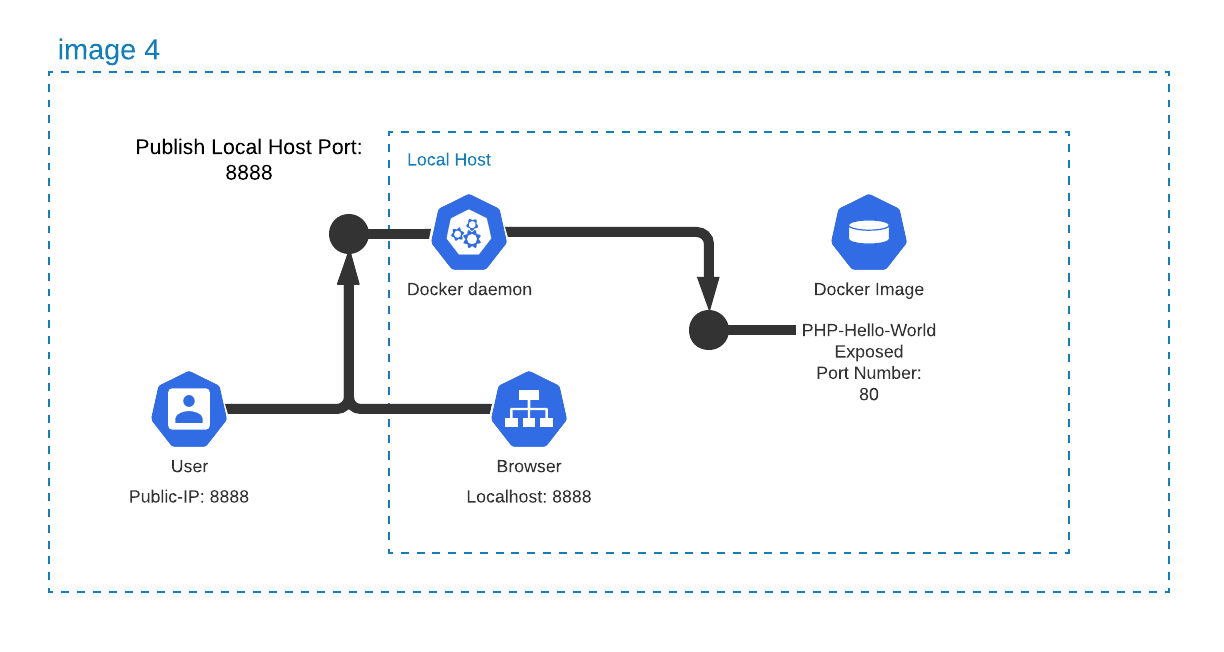 image 4
Publish Local Host Port:
8888
Local Host
Docker daemon
Docker Image
PHP-Hello-World
Exposed
Port Number:
80
User
Public-IP: 8888
Browser
Localhost: 8888